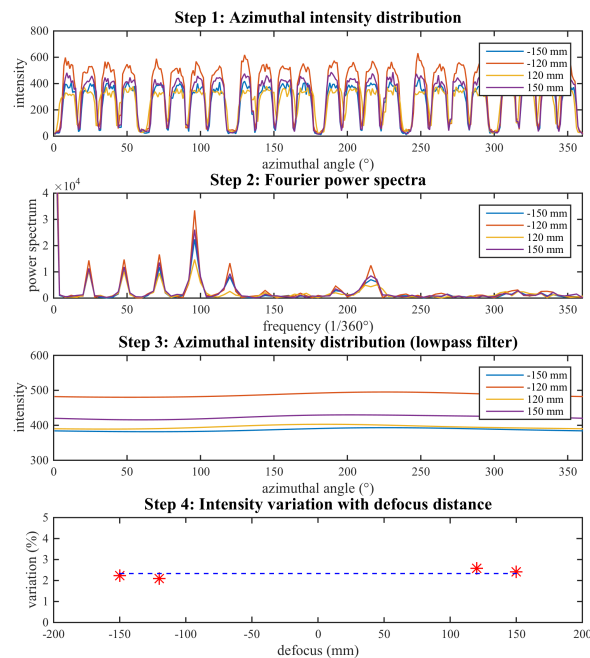 Step 1: Azimuthal intensity distribution
800
600
400
200
0
intensity
-150 mm
-120 mm
120 mm
150 mm
0 50 100 150 200 250 300 350
azimuthal angle (°)
Step 2: Fourier power spectra
×10⁴
4
3
2
1
0
power spectrum
-150 mm
-120 mm
120 mm
150 mm
0 50 100 150 200 250 300 350
frequency (1/360°)
Step 3: Azimuthal intensity distribution (lowpass filter)
600
500
400
300
intensity
-150 mm
-120 mm
120 mm
150 mm
0 50 100 150 200 250 300 350
azimuthal angle (°)
Step 4: Intensity variation with defocus distance
5
4
3
2
1
0
variation (%)
-200 -150 -100 -50 0 50 100 150 200
defocus (mm)